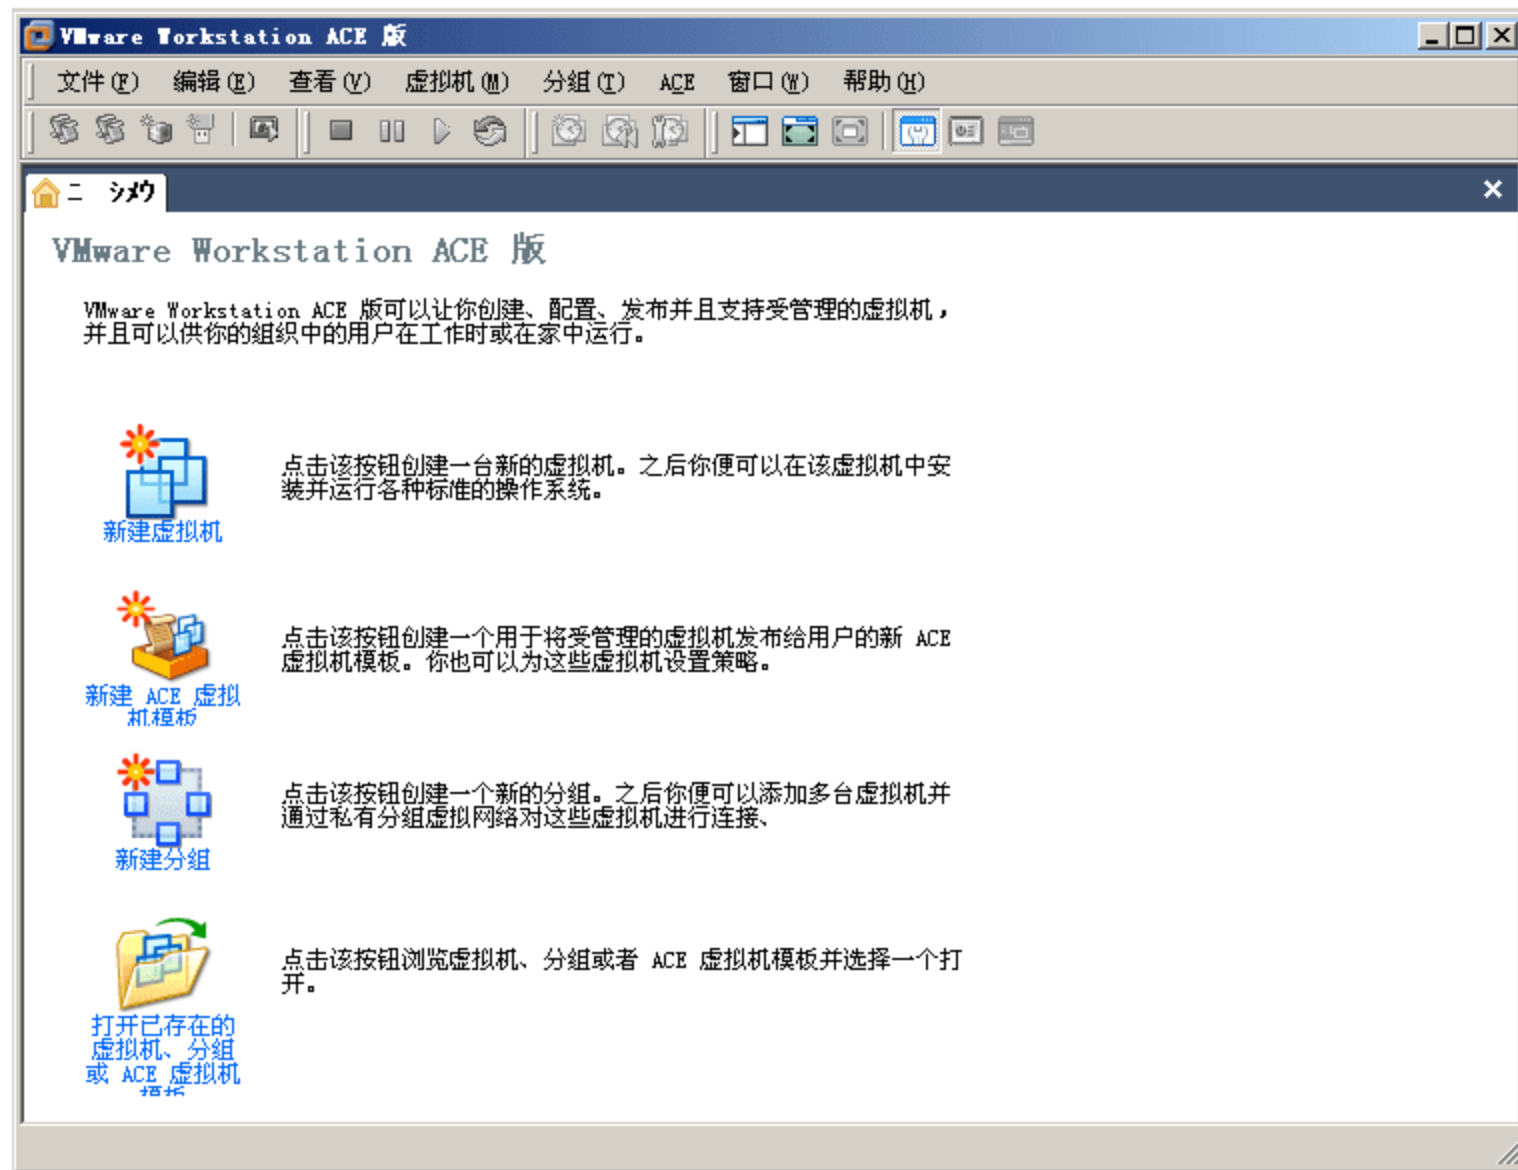 VMware Workstation ACE 版
文件(F) 编辑(E) 查看(V) 虚拟机(M) 分组(T) ACE 窗口(W) 帮助(H)
ニ ｼﾒｳ
VMware Workstation ACE 版
VMware Workstation ACE 版可以让你创建、配置、发布并且支持受管理的虚拟机，
并且可以供你的组织中的用户在工作时或在家中运行。
点击该按钮创建一台新的虚拟机。之后你便可以在该虚拟机中安
装并运行各种标准的操作系统。
新建虚拟机
点击该按钮创建一个用于将受管理的虚拟机发布给用户的新 ACE
虚拟机模板。你也可以为这些虚拟机设置策略。
新建 ACE 虚拟
机模板
点击该按钮创建一个新的分组。之后你便可以添加多台虚拟机并
通过私有分组虚拟网络对这些虚拟机进行连接、
新建分组
点击该按钮浏览虚拟机、分组或者 ACE 虚拟机模板并选择一个打
开。
打开已存在的
虚拟机、分组
或 ACE 虚拟机
模板